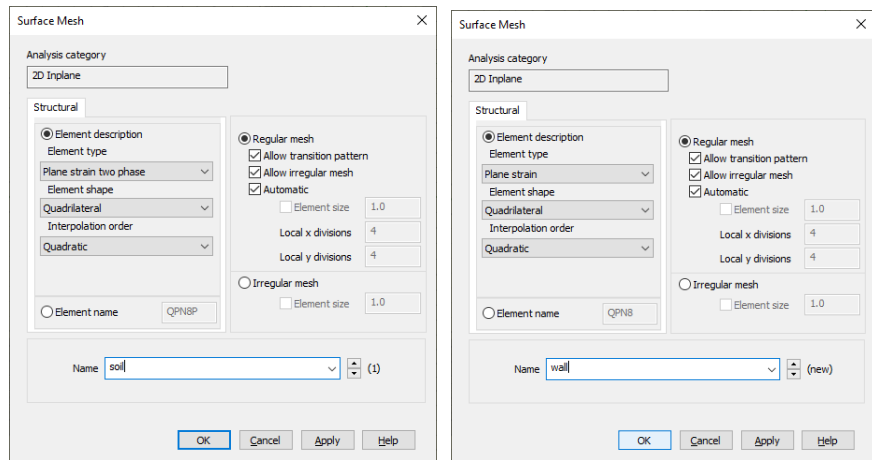 Surface Mesh
Analysis category
2D Inplane
Structural
Element description
Element type
Plane strain two phase
Element shape
Quadrilateral
Interpolation order
Quadratic
Element name
QPN8P
Regular mesh
Allow transition pattern
Allow irregular mesh
Automatic
Element size 1.0
Local x divisions 4
Local y divisions 4
Irregular mesh
Element size 1.0
Name soil (1)
OK Cancel Apply Help
Surface Mesh
Analysis category
2D Inplane
Structural
Element description
Element type
Plane strain
Element shape
Quadrilateral
Interpolation order
Quadratic
Element name
QPN8
Regular mesh
Allow transition pattern
Allow irregular mesh
Automatic
Element size 1.0
Local x divisions 4
Local y divisions 4
Irregular mesh
Element size 1.0
Name wall (new)
OK Cancel Apply Help